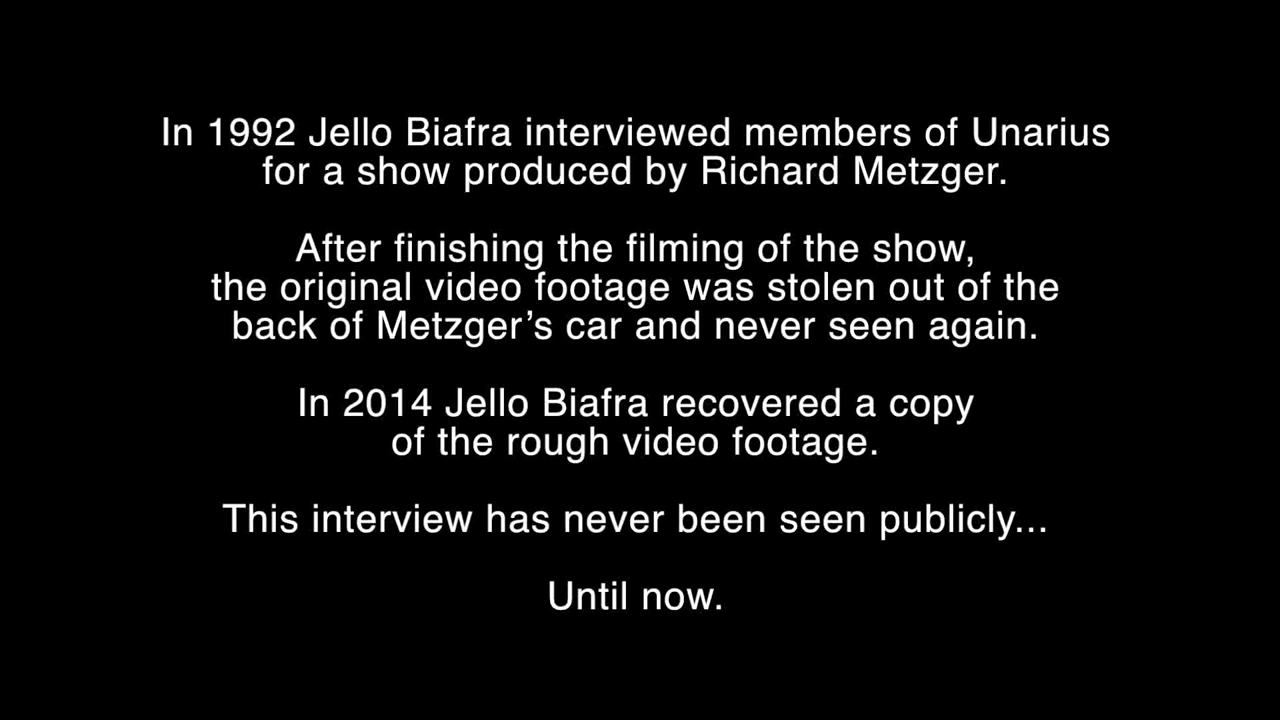 In 1992 Jello Biafra interviewed members of Unarius
for a show produced by Richard Metzger.
After finishing the filming of the show,
the original video footage was stolen out of the
back of Metzger’s car and never seen again.
In 2014 Jello Biafra recovered a copy
of the rough video footage.
This interview has never been seen publicly...
Until now.